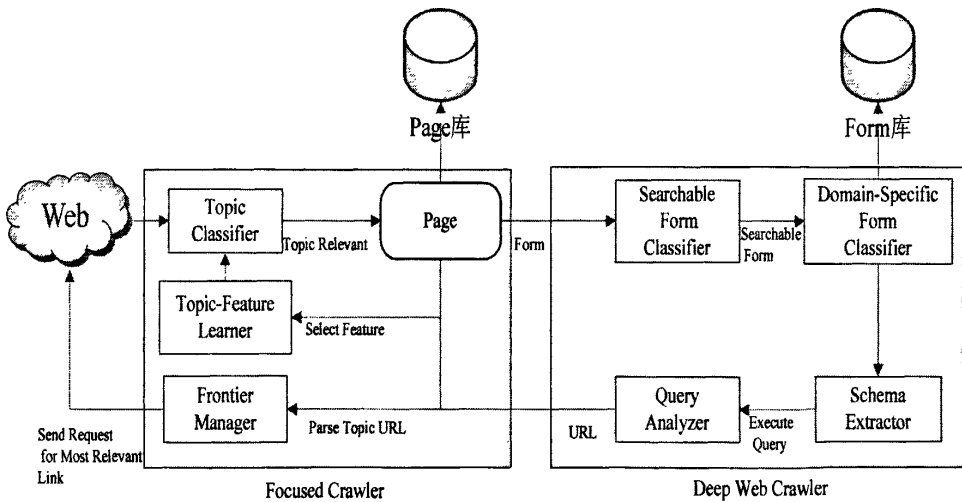 Page库
Form库
Web
Topic
Classifier
Topic Relevant
Page
Form
Searchable
Form
Classifier
Searchable
Form
Domain-Specific
Form
Classifier
Topic-Feature
Learner
Select Feature
Frontier
Manager
Parse Topic URL
URL
Query
Analyzer
Execute
Query
Schema
Extractor
Send Request
for Most Relevant
Link
Focused Crawler
Deep Web Crawler